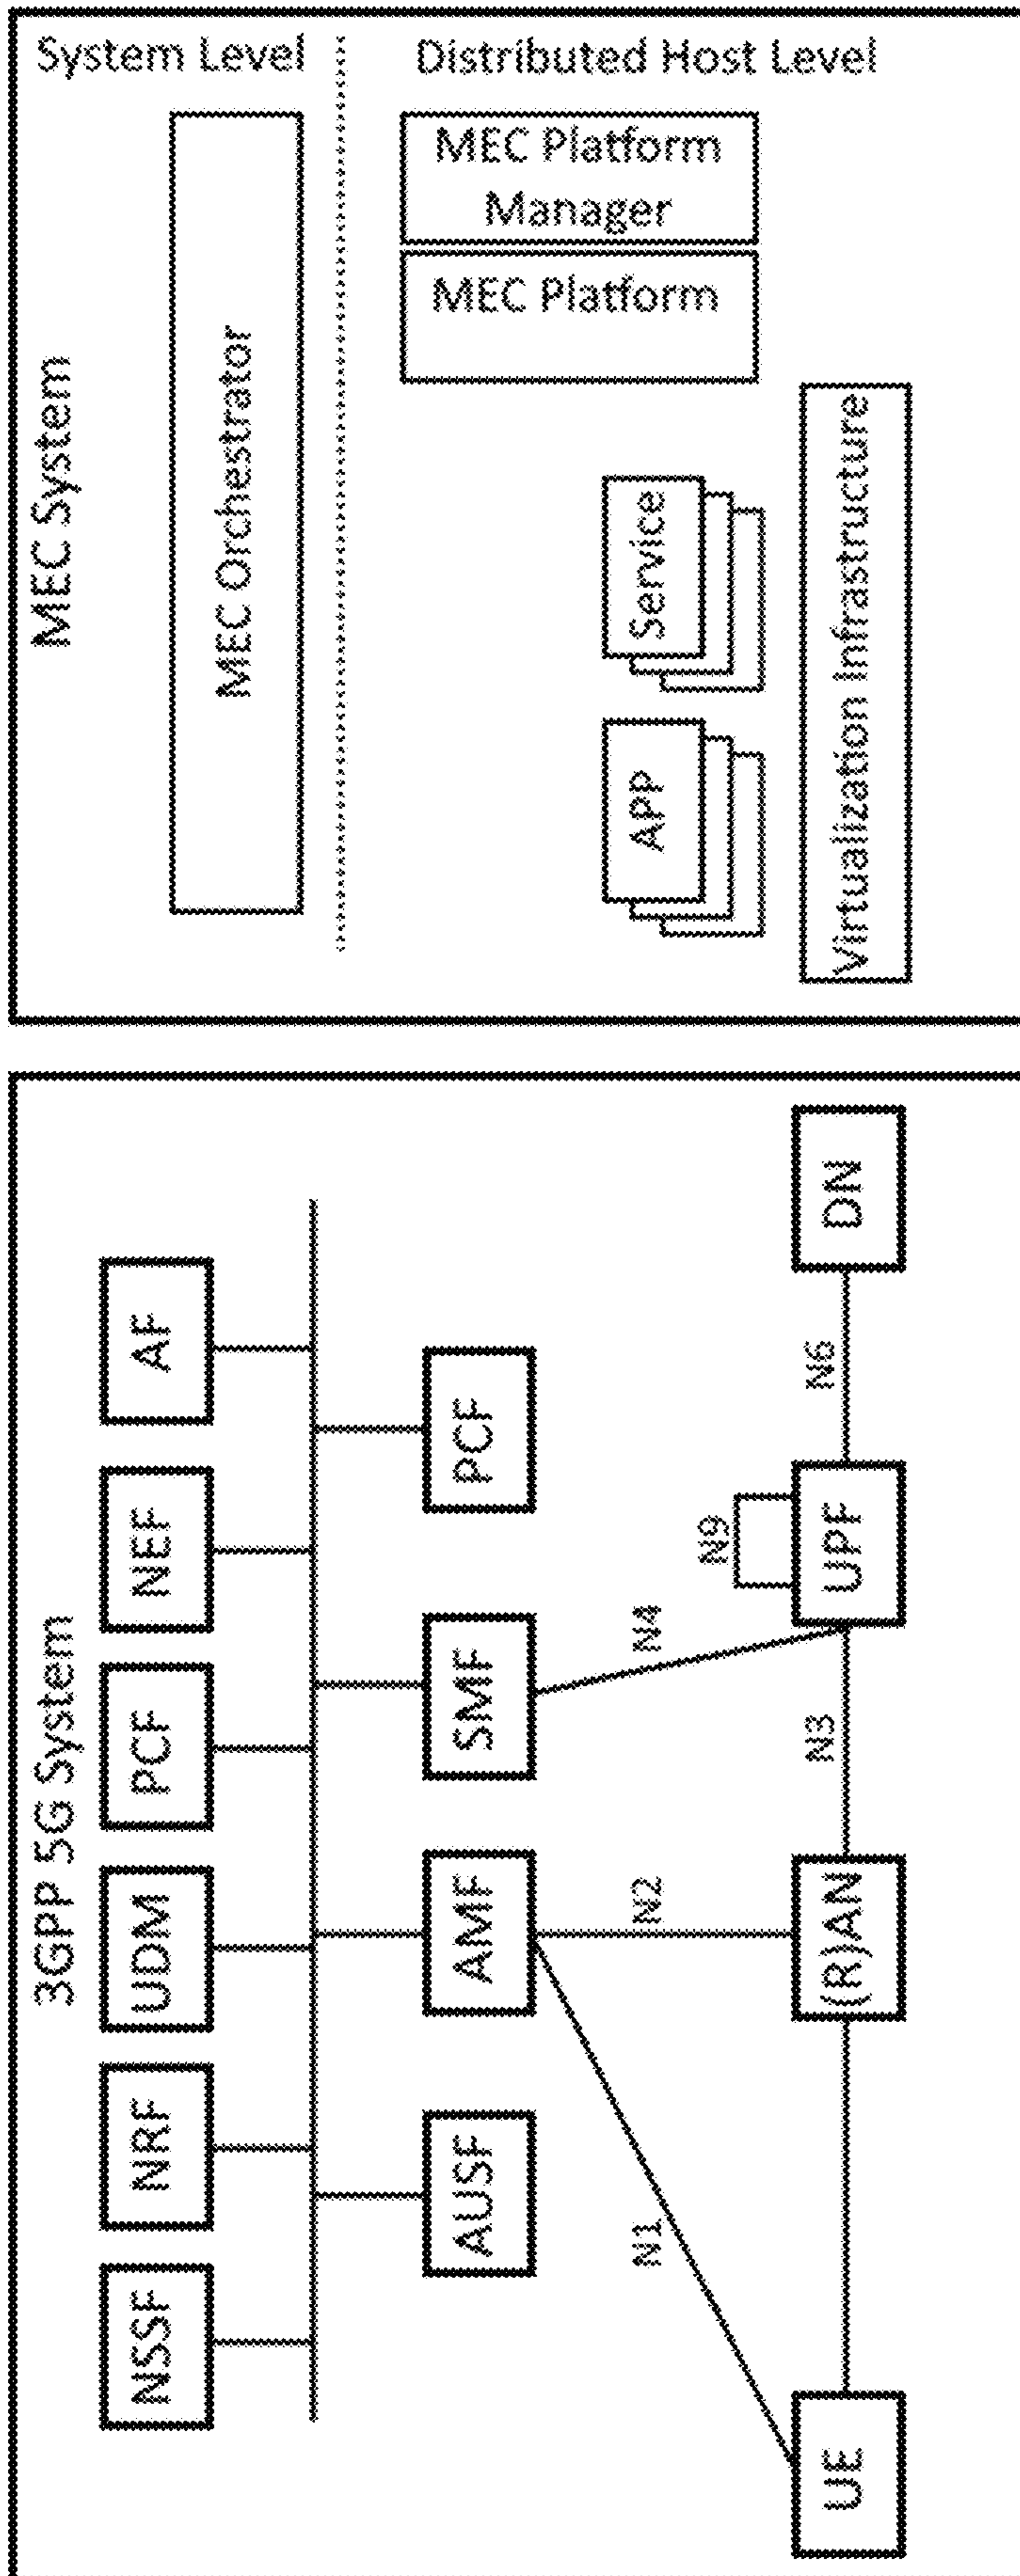 3GPP 5G System
NSSF
NRF
UDM
PCF
NEF
AF
AUSF
AMF
SMF
PCF
N1
N2
N4
N9
UE
(R)AN
N3
UPF
N6
DN
MEC System
System Level
MEC Orchestrator
Distributed Host Level
MEC Platform
MEC Platform
Manager
APP
Service
Virtualization Infrastructure